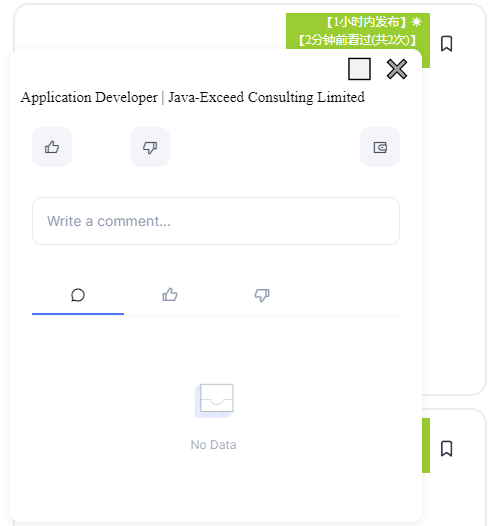 【1小时内发布】☀
【2分钟前看过(共2次)】
Application Developer | Java-Exceed Consulting Limited
Write a comment...
No Data